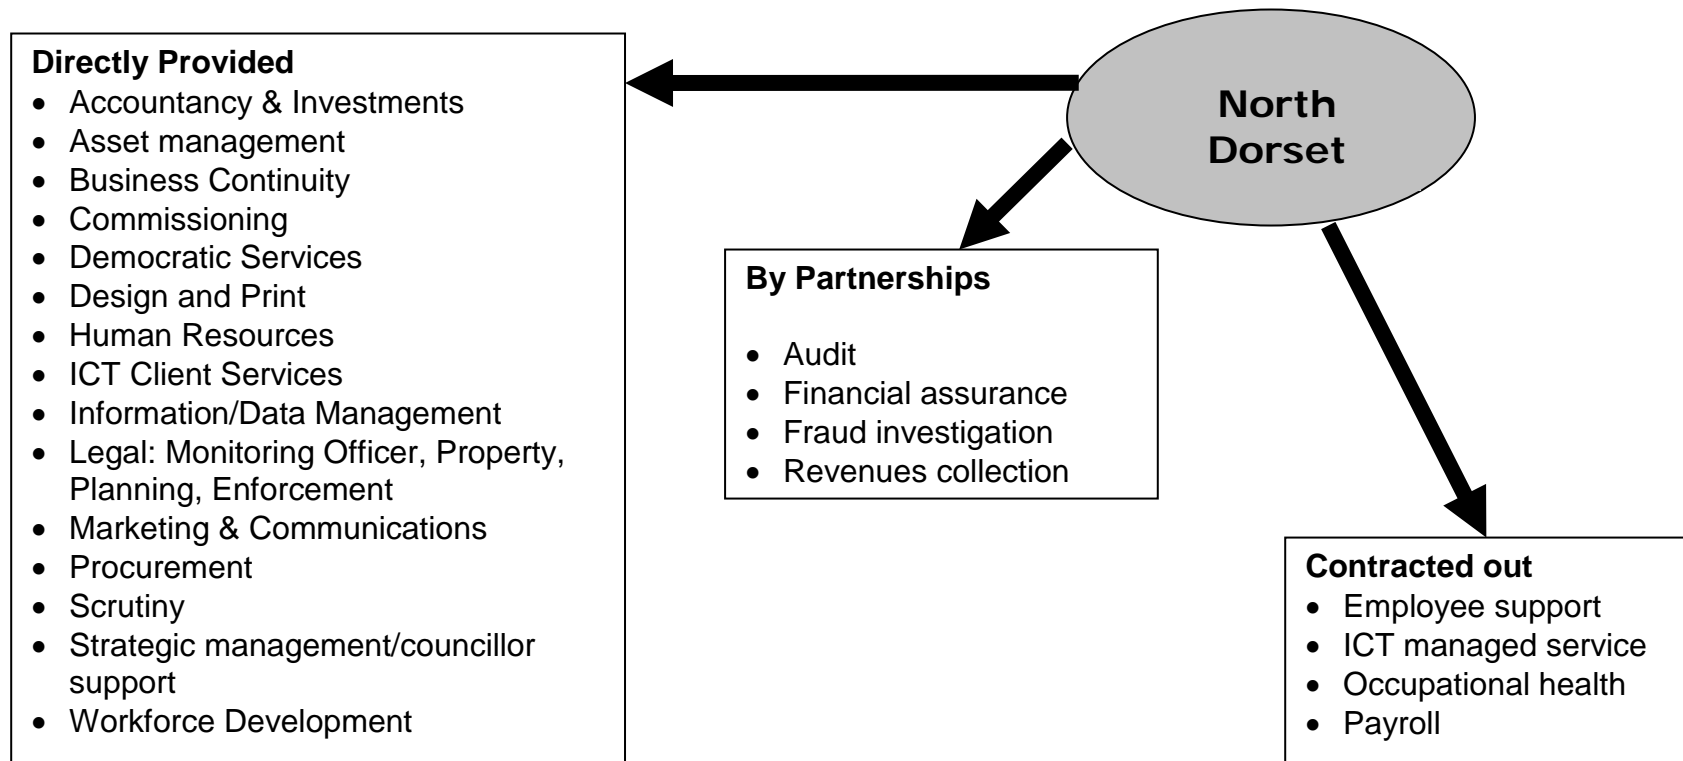 Directly Provided
• Accountancy & Investments
• Asset management
• Business Continuity
• Commissioning
• Democratic Services
• Design and Print
• Human Resources
• ICT Client Services
• Information/Data Management
• Legal: Monitoring Officer, Property,
Planning, Enforcement
• Marketing & Communications
• Procurement
• Scrutiny
• Strategic management/councillor
support
• Workforce Development
North
Dorset
By Partnerships
• Audit
• Financial assurance
• Fraud investigation
• Revenues collection
Contracted out
• Employee support
• ICT managed service
• Occupational health
• Payroll